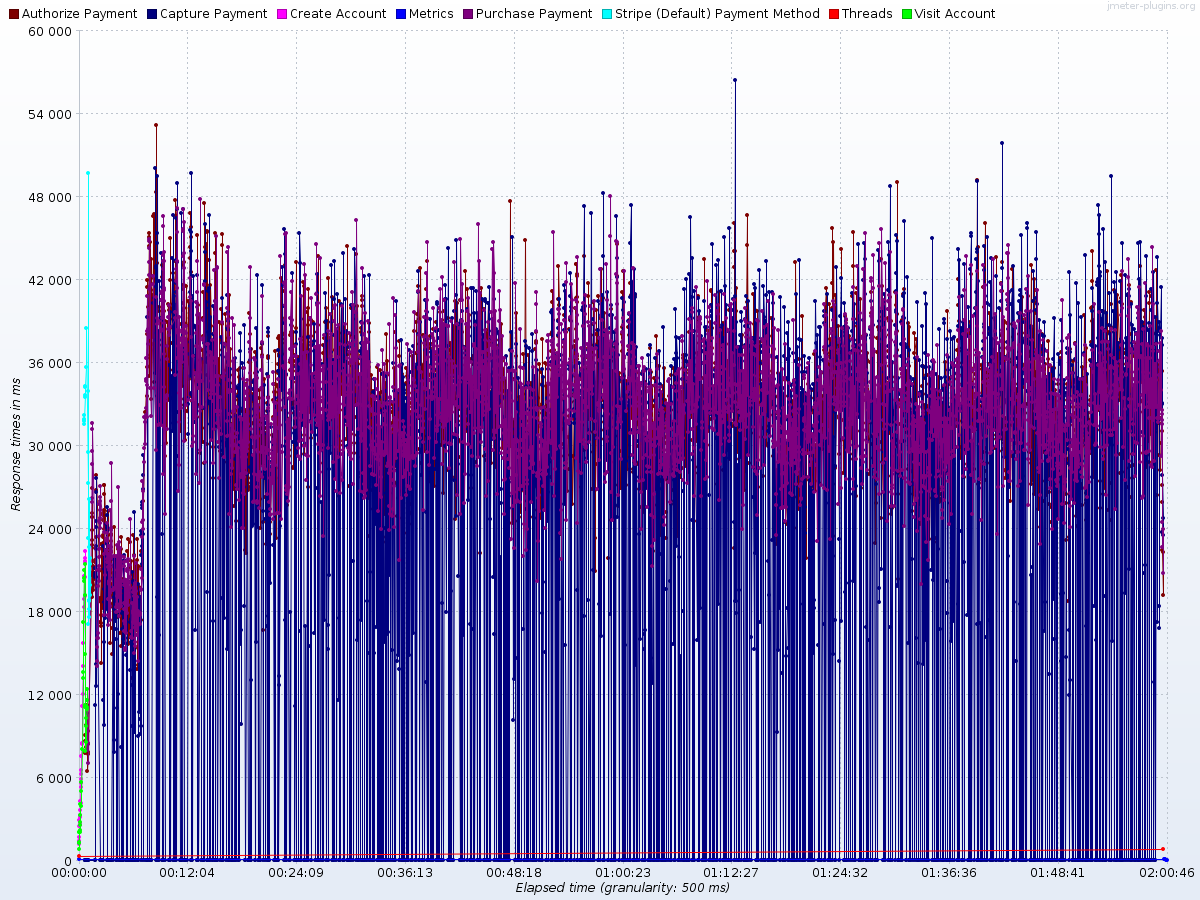 jmeter-plugins.org
Authorize Payment Capture Payment Create Account Metrics Purchase Payment Stripe (Default) Payment Method Threads Visit Account
60 000
54 000
48 000
42 000
36 000
30 000
24 000
18 000
12 000
6 000
0
Response times in ms
00:00:00 00:12:04 00:24:09 00:36:13 00:48:18 01:00:23 01:12:27 01:24:32 01:36:36 01:48:41 02:00:46
Elapsed time (granularity: 500 ms)